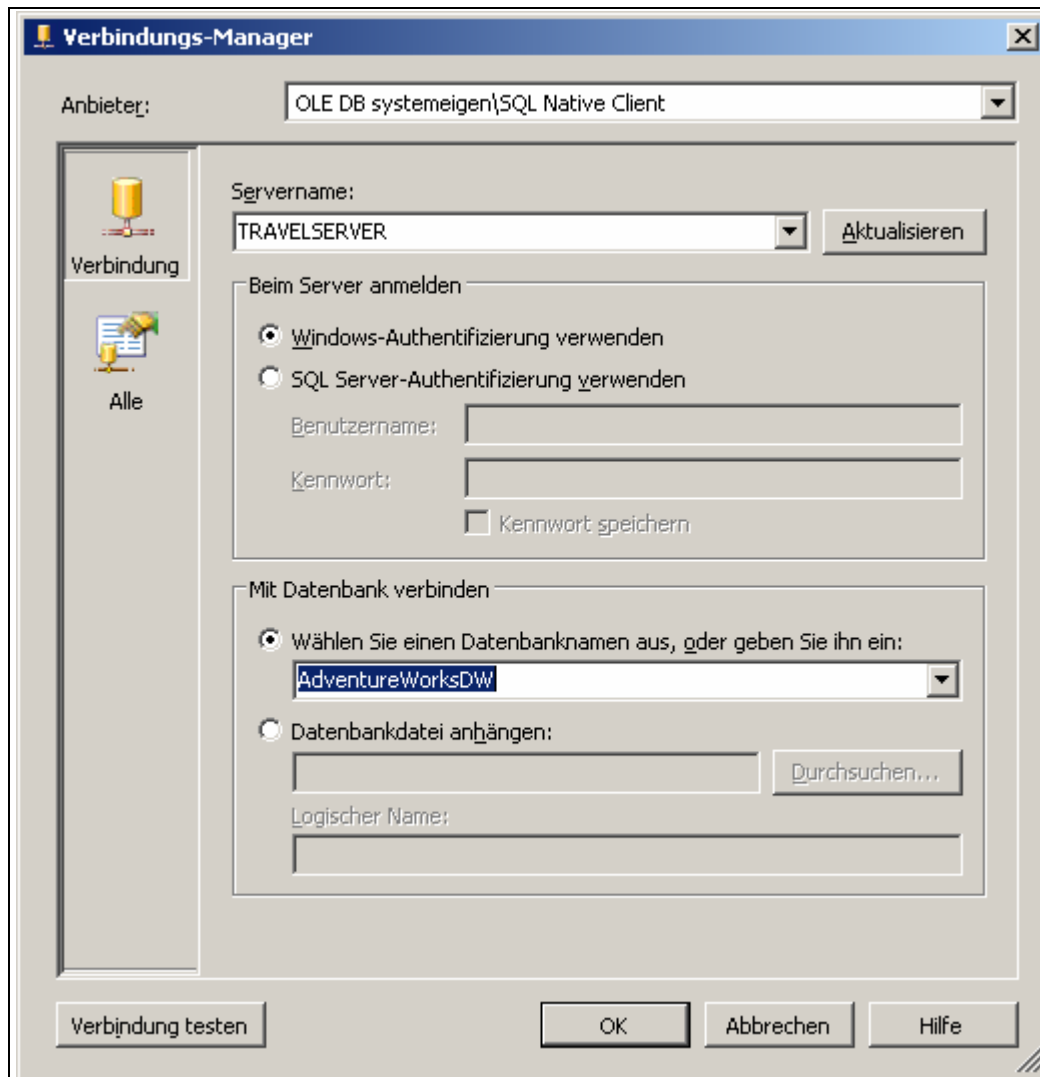 Verbindungs-Manager
Anbieter:
OLE DB systemeigen\SQL Native Client
Verbindung
Alle
Servername:
TRAVELSERVER
Aktualisieren
Beim Server anmelden
Windows-Authentifizierung verwenden
SQL Server-Authentifizierung verwenden
Benutzername:
Kennwort:
Kennwort speichern
Mit Datenbank verbinden
Wählen Sie einen Datenbanknamen aus, oder geben Sie ihn ein:
AdventureWorksDW
Datenbankdatei anhängen:
Durchsuchen...
Logischer Name:
Verbindung testen
OK
Abbrechen
Hilfe